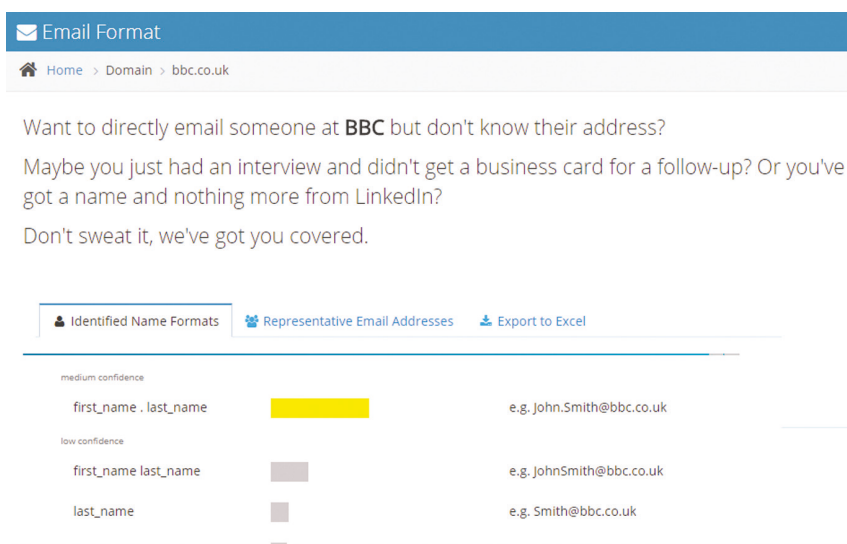 Email Format
Home > Domain > bbc.co.uk
Want to directly email someone at BBC but don't know their address?
Maybe you just had an interview and didn't get a business card for a follow-up? Or you've
got a name and nothing more from LinkedIn?
Don't sweat it, we've got you covered.
Identified Name Formats Representative Email Addresses Export to Excel
medium confidence
first_name . last_name e.g. John.Smith@bbc.co.uk
low confidence
first_name last_name e.g. JohnSmith@bbc.co.uk
last_name e.g. Smith@bbc.co.uk